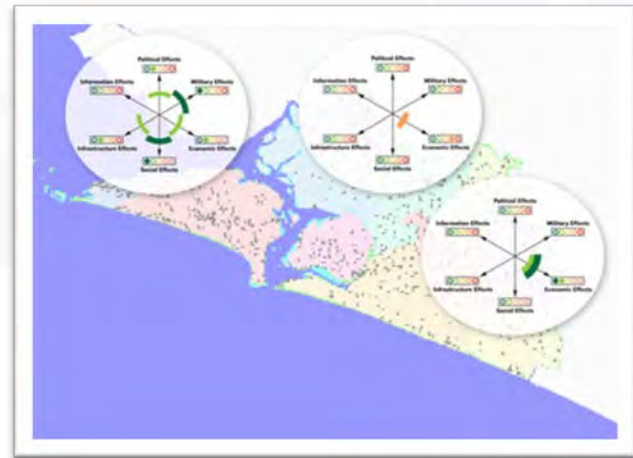 Political Effects
Information Effects
Military Effects
Infrastructure Effects
Economic Effects
Social Effects
Political Effects
Information Effects
Military Effects
Infrastructure Effects
Economic Effects
Social Effects
Political Effects
Information Effects
Military Effects
Infrastructure Effects
Economic Effects
Social Effects